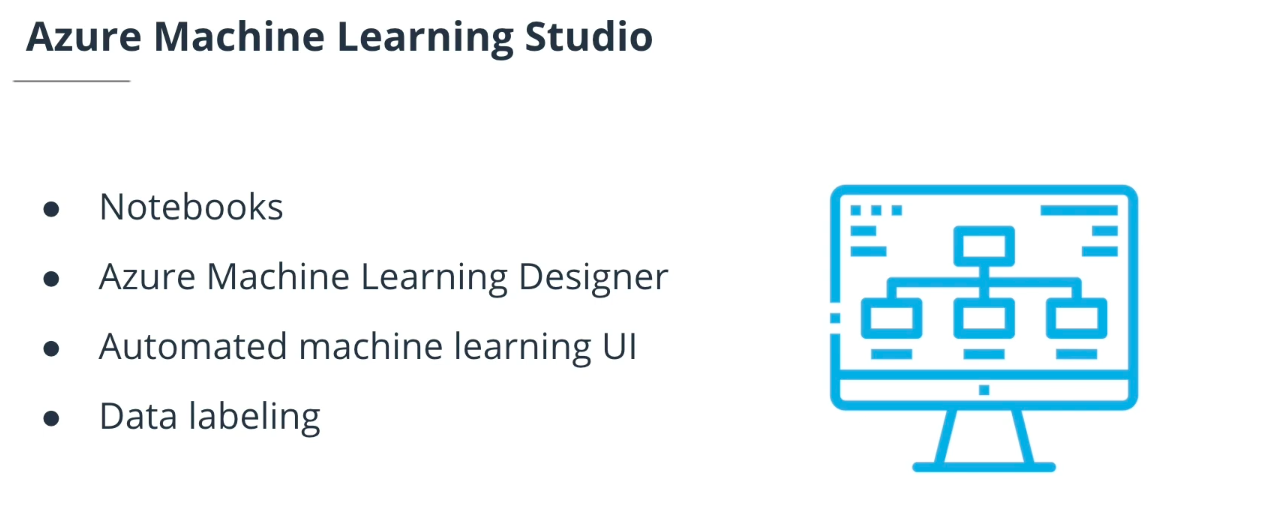 Azure Machine Learning Studio
● Notebooks
● Azure Machine Learning Designer
● Automated machine learning UI
● Data labeling